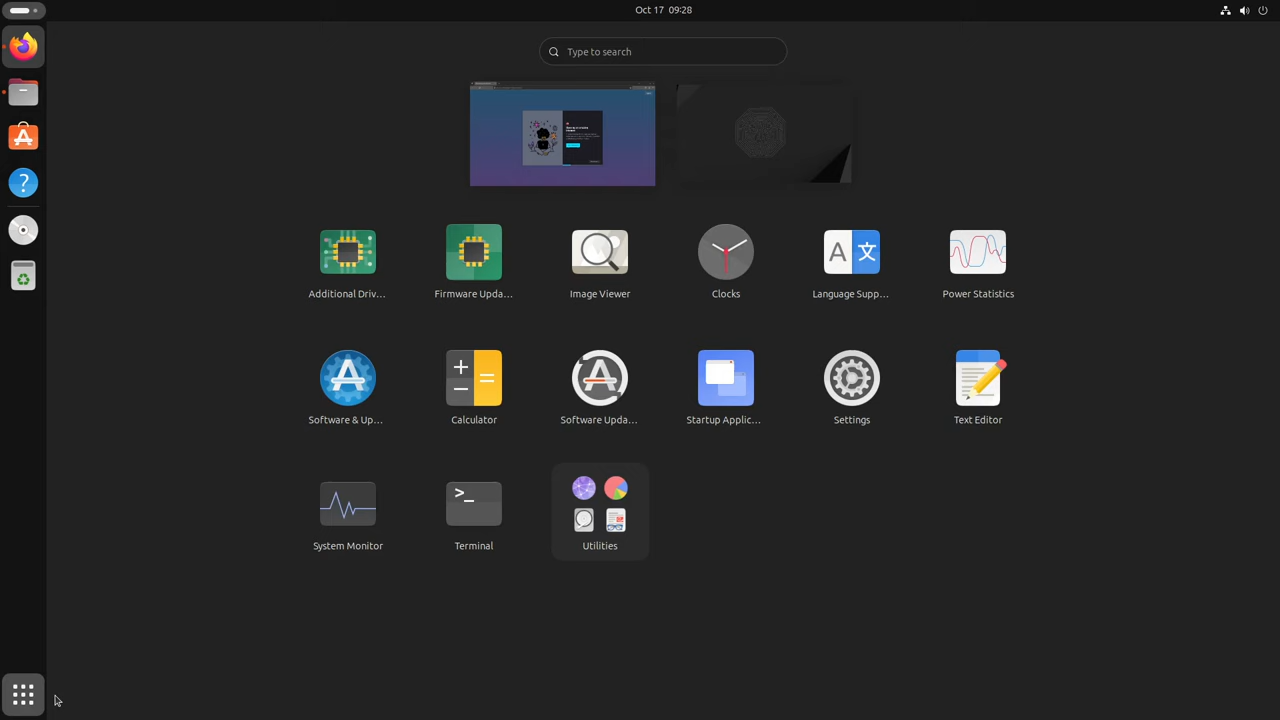 Oct 17 09:28
Type to search
Additional Driv...
Firmware Upda...
Image Viewer
Clocks
Language Supp...
Power Statistics
Software & Up...
Calculator
Software Upda...
Startup Applic...
Settings
Text Editor
System Monitor
Terminal
Utilities